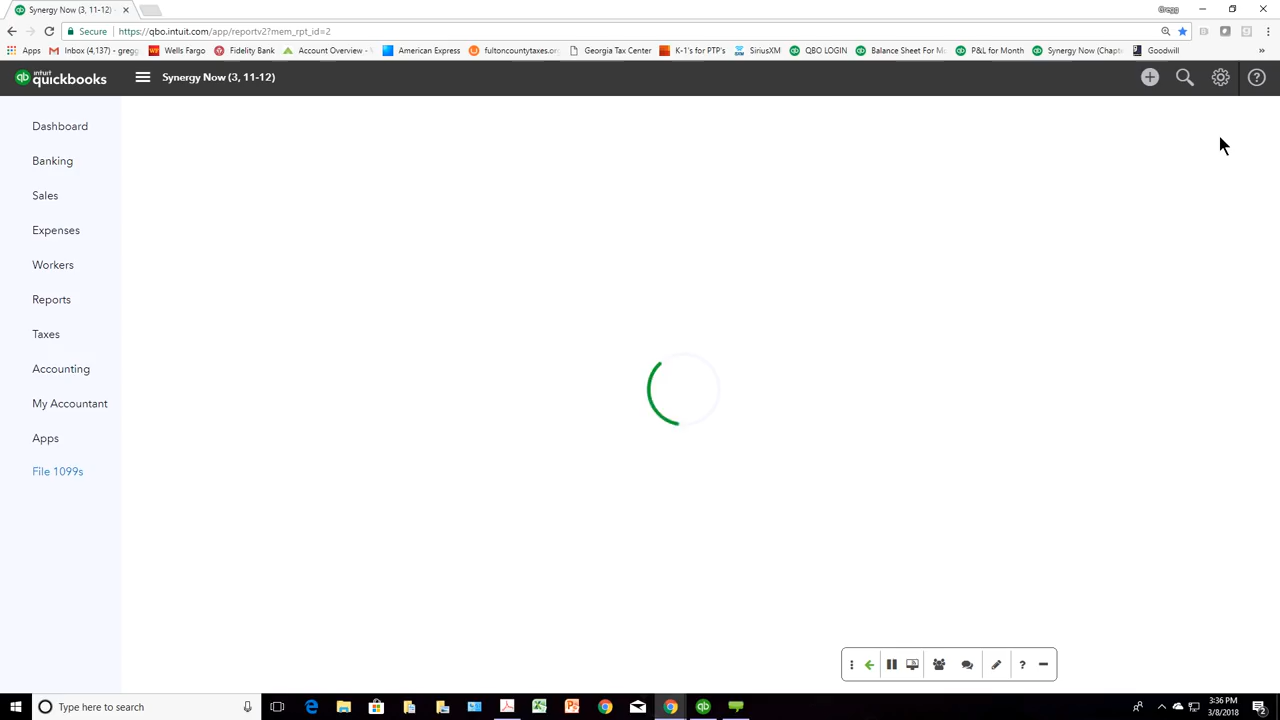 Synergy Now (3, 11-12) -
Gregg
Secure https://qbo.intuit.com/app/reportv2?mem_rpt_id=2
Apps Inbox (4,137) - gregg Wells Fargo Fidelity Bank Account Overview - American Express fultoncountytaxes.org Georgia Tax Center K-1's for PTP's SiriusXM QBO LOGIN Balance Sheet For Mo P&L for Month Synergy Now (Chapte Goodwill
intuit quickbooks Synergy Now (3, 11-12)
Dashboard
Banking
Sales
Expenses
Workers
Reports
Taxes
Accounting
My Accountant
Apps
File 1099s
Type here to search
3:36 PM
3/8/2018
2